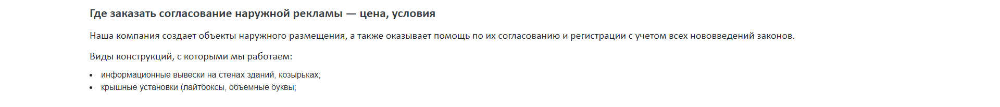 Где заказать согласование наружной рекламы — цена, условия
Наша компания создает объекты наружного размещения, а также оказывает помощь по их согласованию и регистрации с учетом всех нововведений законов.
Виды конструкций, с которыми мы работаем:
• информационные вывески на стенах зданий, козырьках;
• крышные установки (лайтбоксы, объемные буквы;